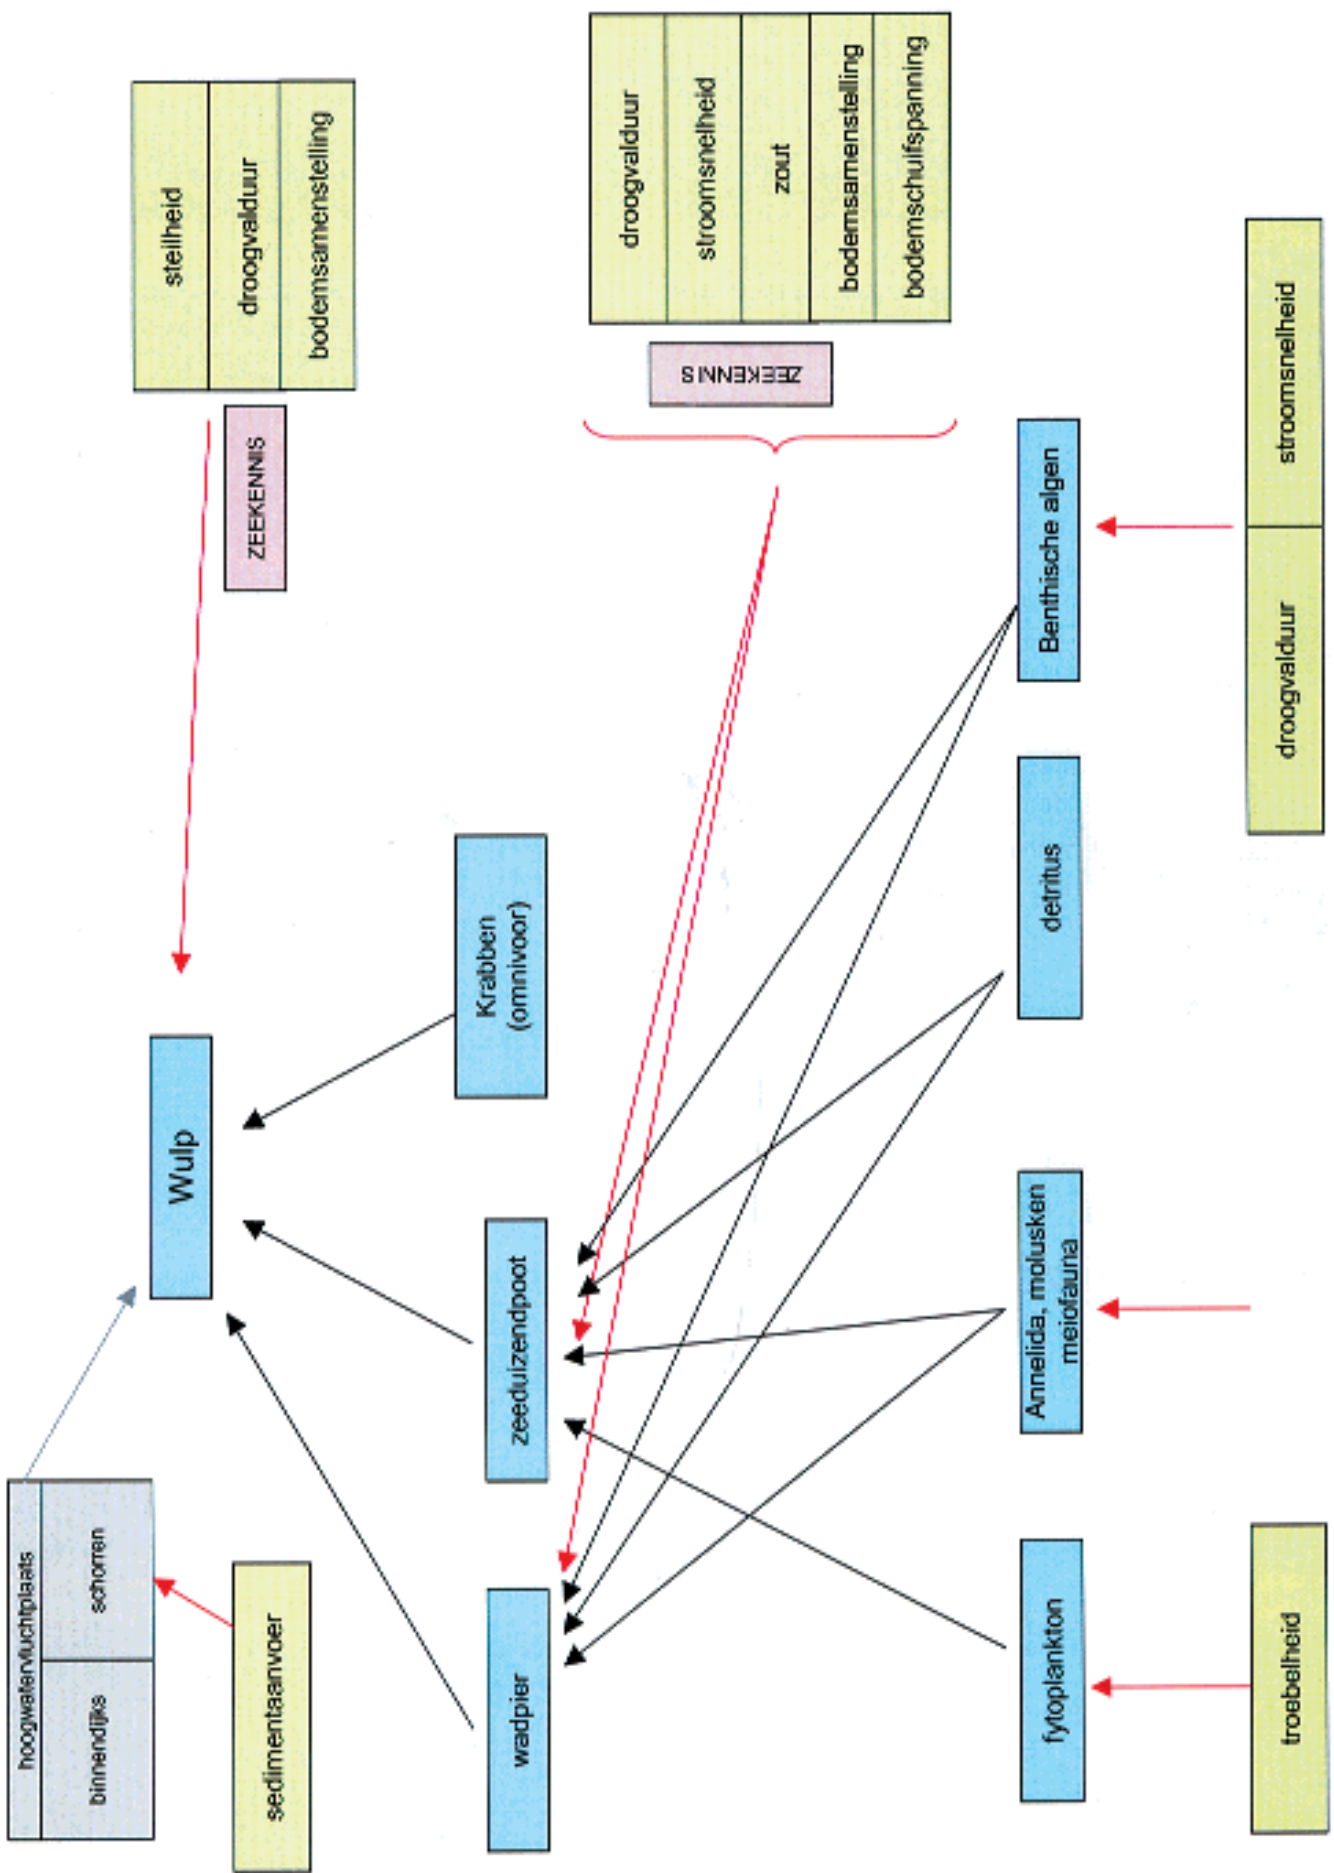 hoogwatervluchtplaats
binnendijks
schorren
sedimentaanvoer
Wulp
steilheid
droogvalduur
bodemsamenstelling
ZEEKENNIS
wadpier
zeeduizendpoot
Krabben
(omnivoor)
droogvalduur
stroomsnelheid
zout
bodemsamenstelling
bodemschuifspanning
ZEEKENNIS
fytoplankton
Annelida, molusken
meiofauna
detritus
Benthische algen
troebelheid
droogvalduur
stroomsnelheid